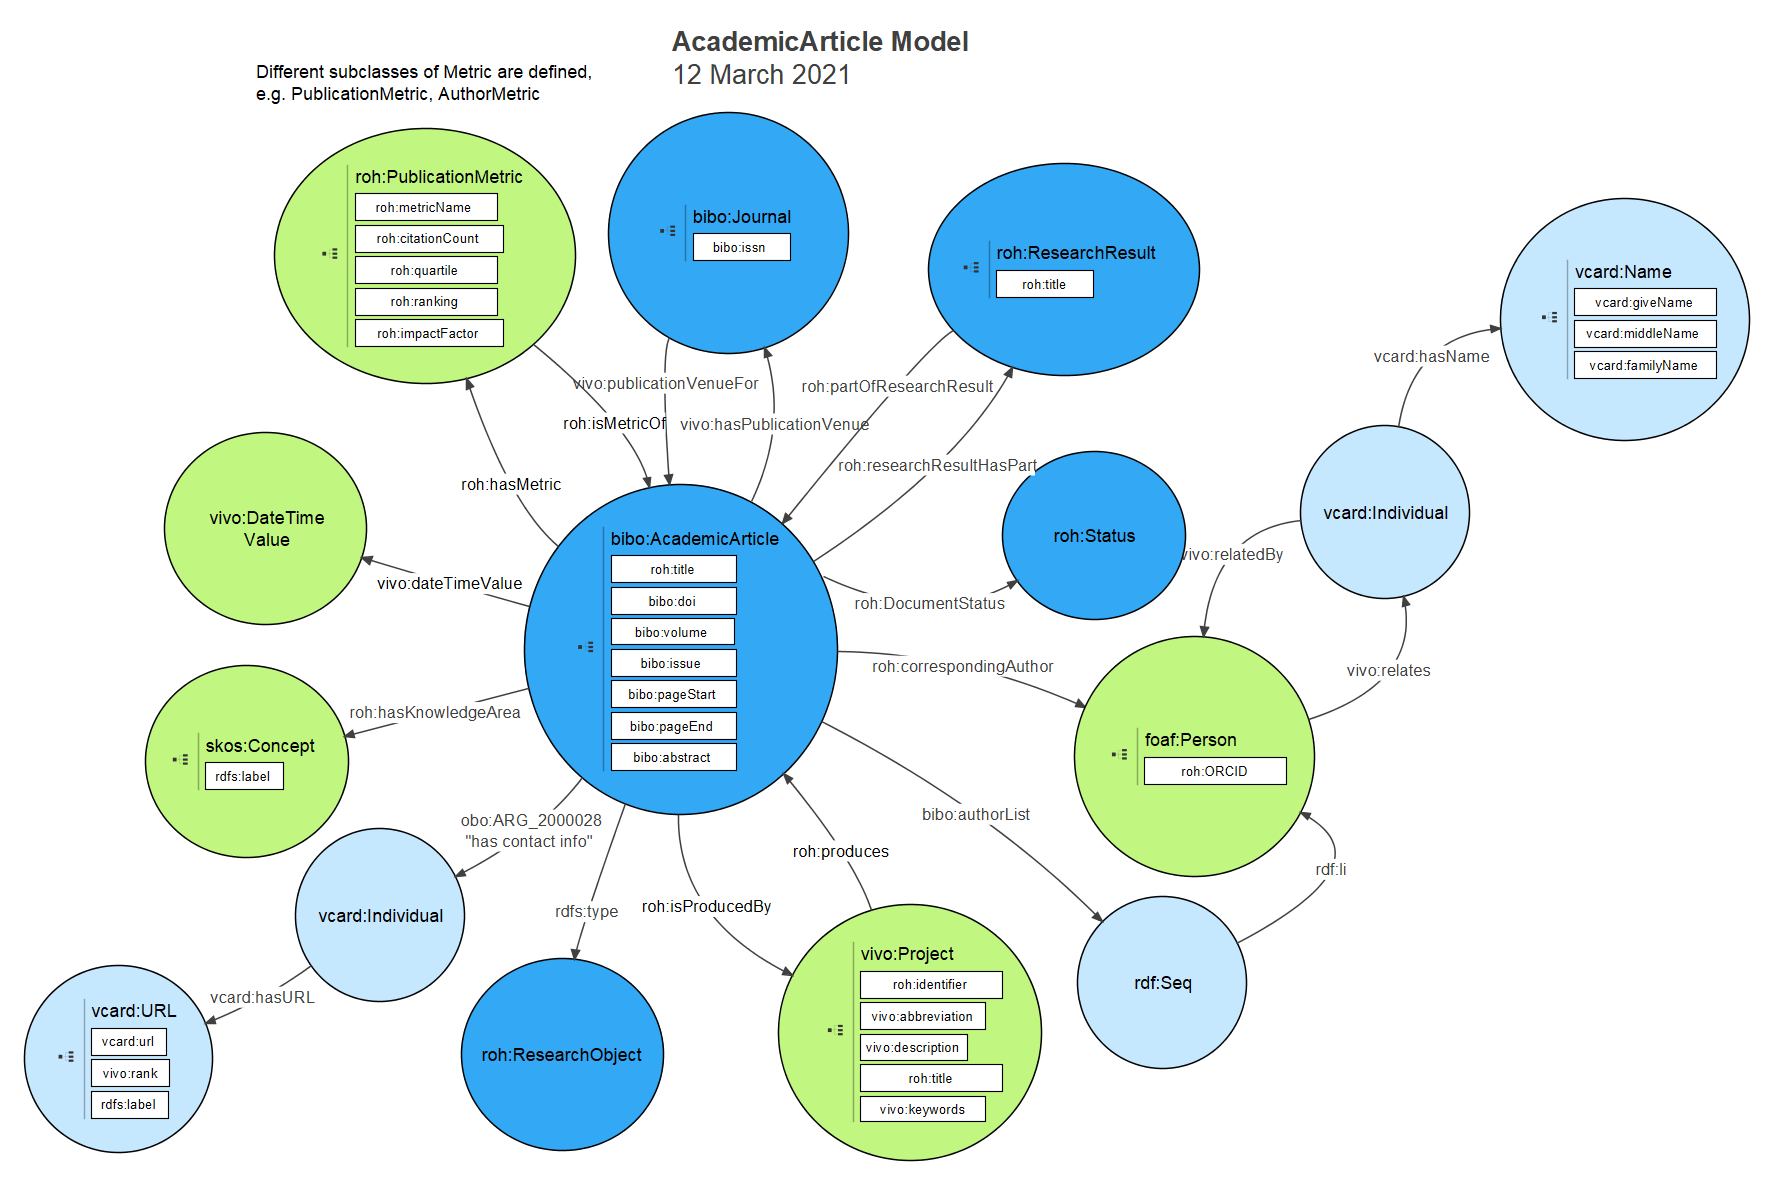 AcademicArticle Model
12 March 2021
Different subclasses of Metric are defined,
e.g. PublicationMetric, AuthorMetric
roh:PublicationMetric
roh:metricName
roh:citationCount
roh:quartile
roh:ranking
roh:impactFactor
bibo:Journal
bibo:issn
roh:ResearchResult
roh:title
vcard:Name
vcard:giveName
vcard:middleName
vcard:familyName
vcard:hasName
vivo:publicationVenueFor
roh:partOfResearchResult
roh:isMetricOf
vivo:hasPublicationVenue
roh:researchResultHasPart
roh:hasMetric
vivo:DateTime
Value
vivo:dateTimeValue
bibo:AcademicArticle
roh:title
bibo:doi
bibo:volume
bibo:issue
bibo:pageStart
bibo:pageEnd
bibo:abstract
roh:Status
roh:DocumentStatus
vcard:Individual
vivo:relatedBy
vivo:relates
roh:correspondingAuthor
foaf:Person
roh:ORCID
roh:hasKnowledgeArea
skos:Concept
rdfs:label
obo:ARG_2000028
"has contact info"
bibo:authorList
rdf:li
roh:produces
roh:isProducedBy
rdfs:type
vcard:Individual
vcard:hasURL
vcard:URL
vcard:url
vivo:rank
rdfs:label
roh:ResearchObject
vivo:Project
roh:identifier
vivo:abbreviation
vivo:description
roh:title
vivo:keywords
rdf:Seq